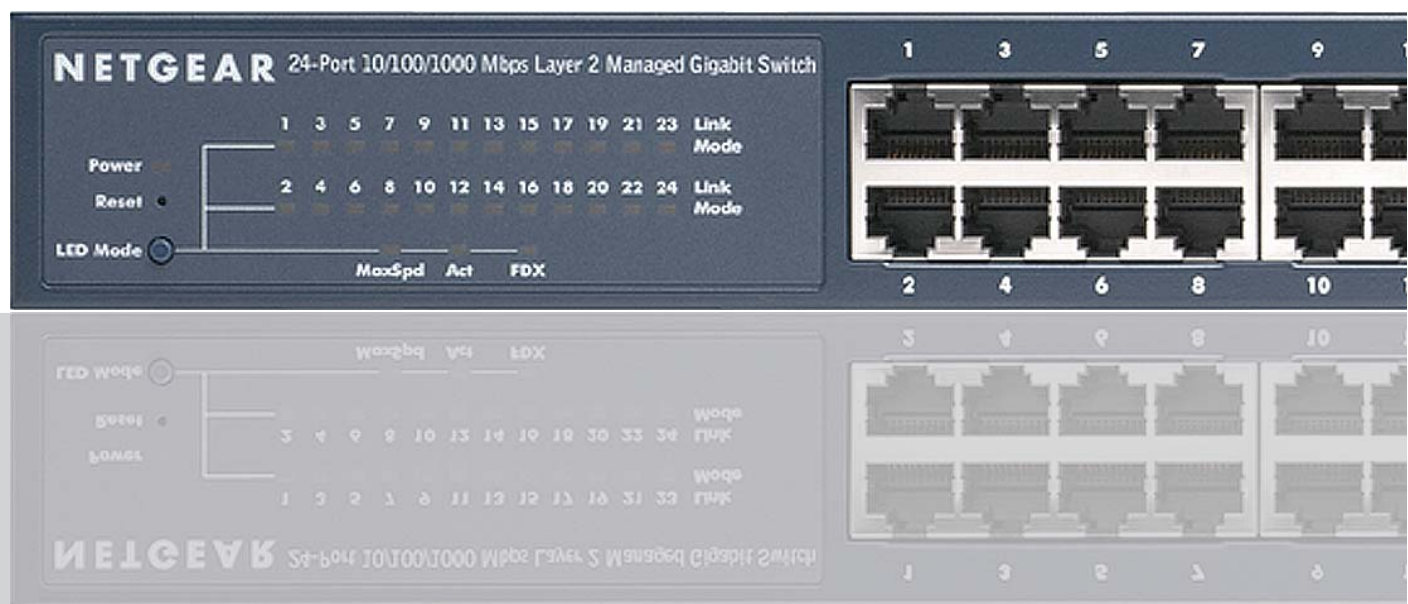 NETGEAR 24-Port 10/100/1000 Mbps Layer 2 Managed Gigabit Switch
1 3 5 7 9 11 13 15 17 19 21 23 Link
Mode
Power
2 4 6 8 10 12 14 16 18 20 22 24 Link
Reset
Mode
LED Mode
MaxSpd Act FDX
1 3 5 7 9
2 4 6 8 10